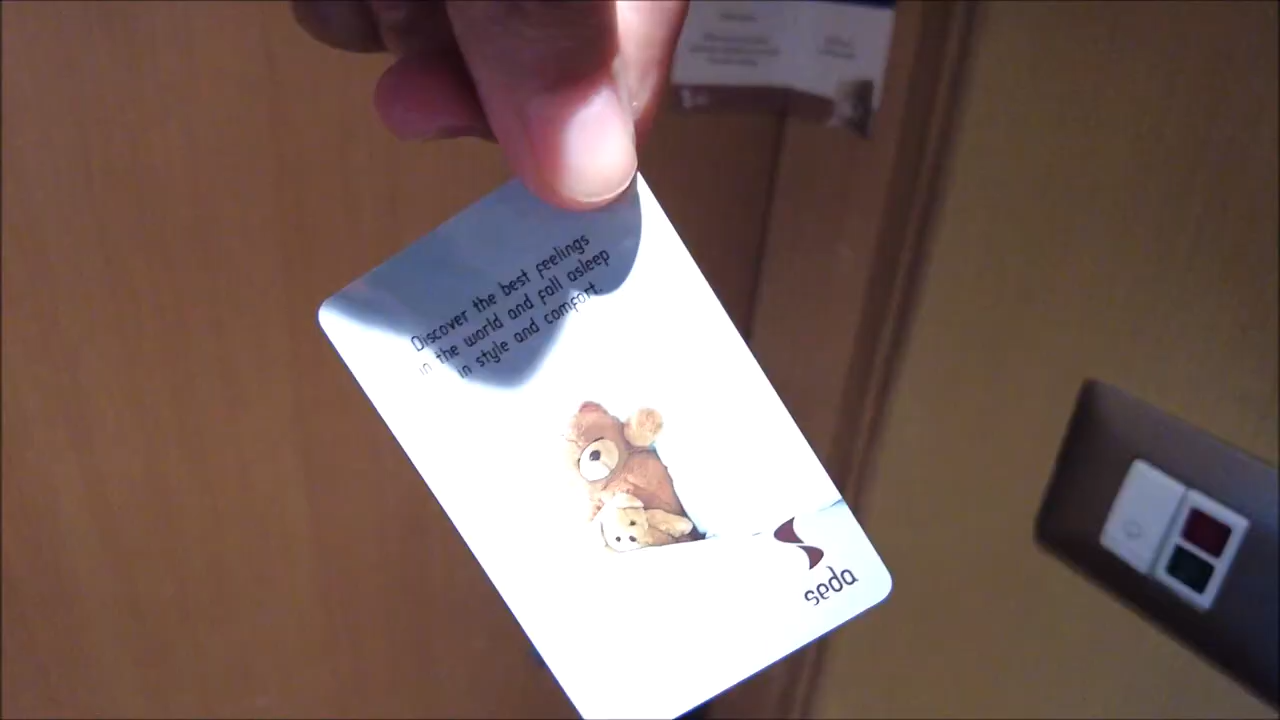 Discover the best feelings
in the world and fall asleep
in style and comfort.
seda